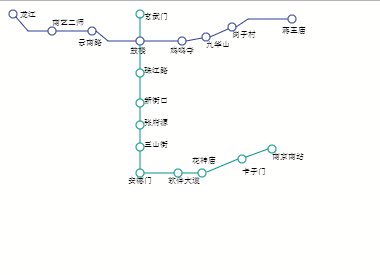 龙江
南艺二师
云南路
玄武门
鼓楼
鸡鸣寺
九华山
岗子村
蒋王庙
珠江路
新街口
张府园
三山街
安德门
软件大道
花神庙
卡子门
南京南站